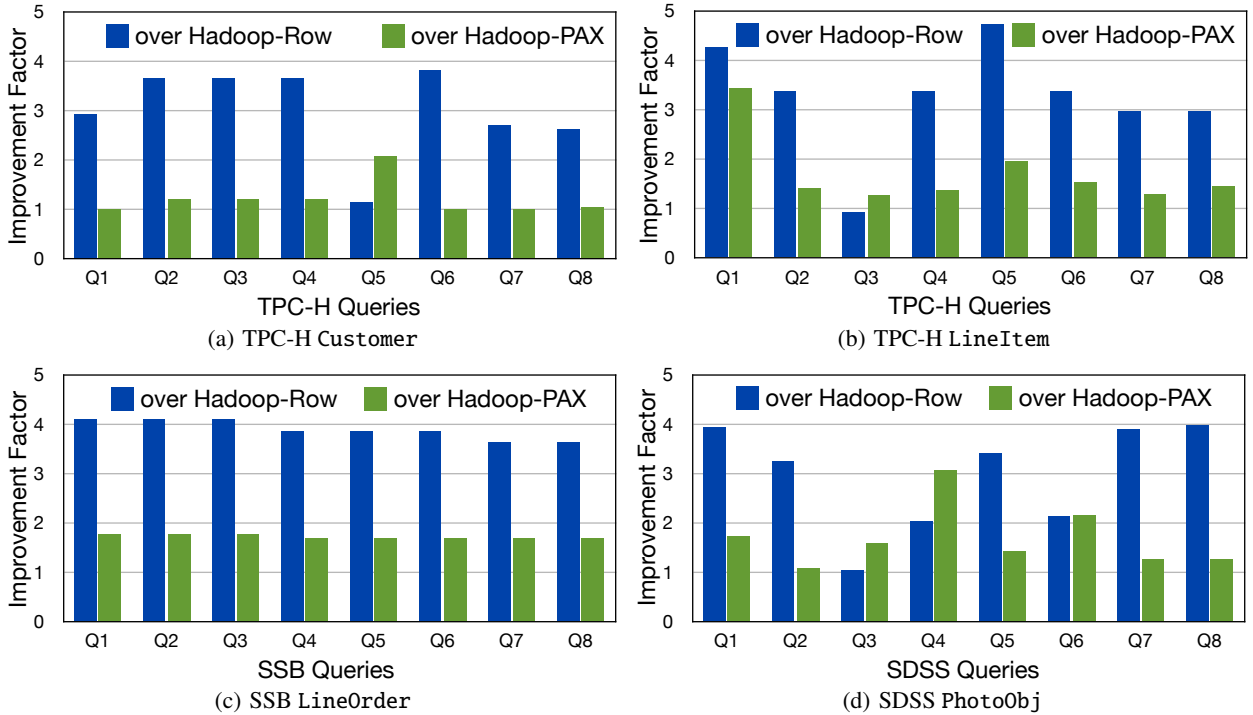 over Hadoop-Row over Hadoop-PAX
Improvement Factor
5
4
3
2
1
0
Q1 Q2 Q3 Q4 Q5 Q6 Q7 Q8
TPC-H Queries
(a) TPC-H Customer
over Hadoop-Row over Hadoop-PAX
Improvement Factor
5
4
3
2
1
0
Q1 Q2 Q3 Q4 Q5 Q6 Q7 Q8
TPC-H Queries
(b) TPC-H LineItem
over Hadoop-Row over Hadoop-PAX
Improvement Factor
5
4
3
2
1
0
Q1 Q2 Q3 Q4 Q5 Q6 Q7 Q8
SSB Queries
(c) SSB LineOrder
over Hadoop-Row over Hadoop-PAX
Improvement Factor
5
4
3
2
1
0
Q1 Q2 Q3 Q4 Q5 Q6 Q7 Q8
SDSS Queries
(d) SDSS PhotoObj